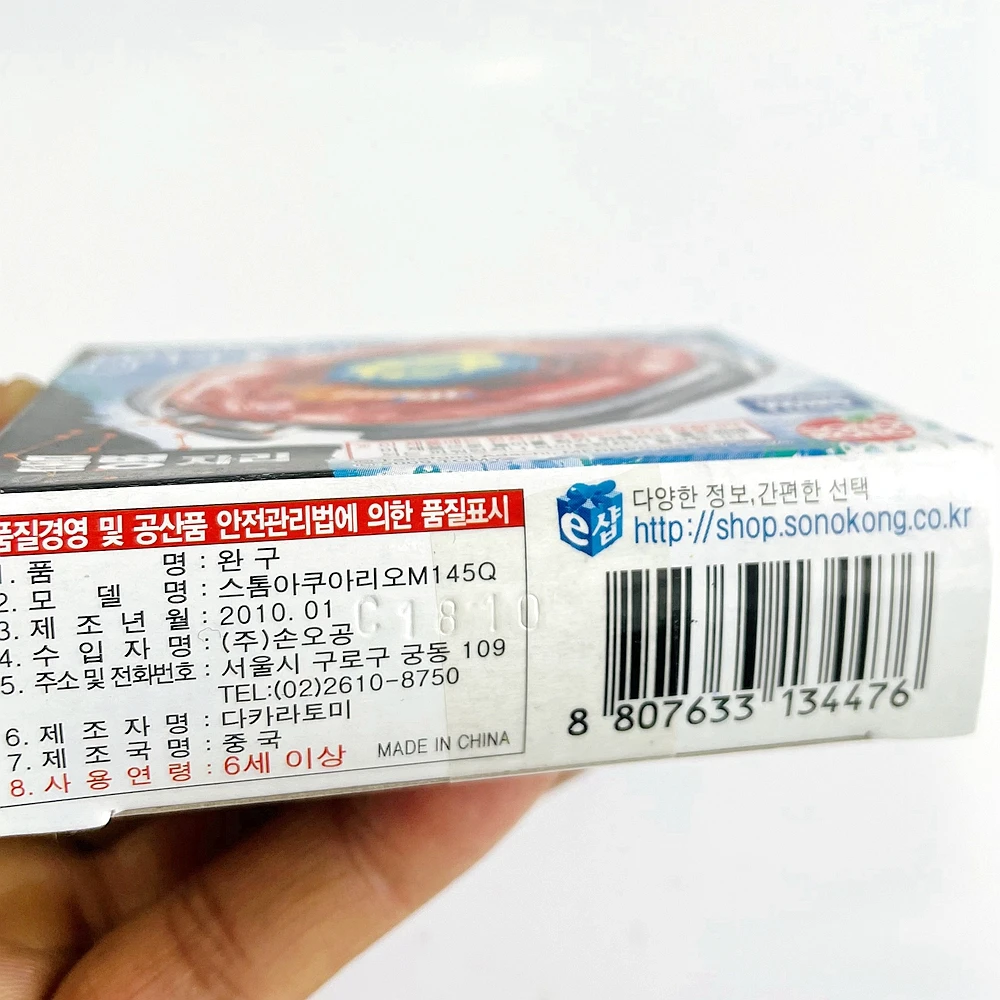 물병자리
품질경영 및 공산품 안전관리법에 의한 품질표시
1. 품 명 : 완 구
2. 모 델 명 : 스톰아쿠아리오M145Q
3. 제 조 년 월 : 2010. 01
4. 수 입 자 명 : (주)손오공
5. 주소 및 전화번호 : 서울시 구로구 궁동 109
TEL:(02)2610-8750
6. 제 조 자 명 : 다카라토미
7. 제 조 국 명 : 중 국
8. 사 용 연 령 : 6세 이상
MADE IN CHINA
C1810
e샵
다양한 정보,간편한 선택
http://shop.sonokong.co.kr
8 807633 134476